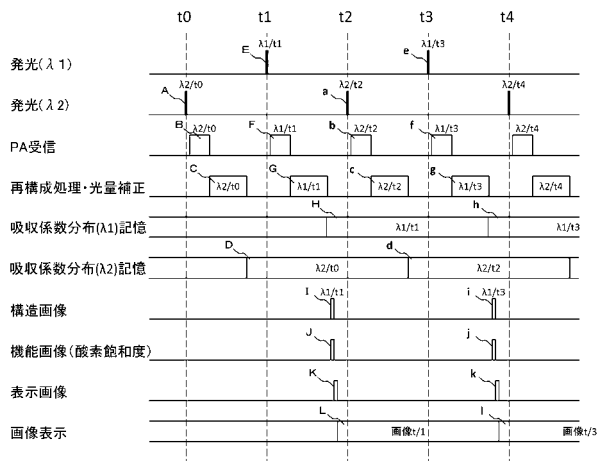 t0 t1 t2 t3 t4
発光(λ1) E λ1/t1 e λ1/t3
発光(λ2) A λ2/t0 a λ2/t2 λ2/t4
PA受信 B λ2/t0 F λ1/t1 b λ2/t2 f λ1/t3 λ2/t4
再構成処理・光量補正 C λ2/t0 G λ1/t1 c λ2/t2 g λ1/t3 λ2/t4
吸収係数分布(λ1)記憶 H λ1/t1 h λ1/t3
吸収係数分布(λ2)記憶 D λ2/t0 d λ2/t2
構造画像 I λ1/t1 i λ1/t3
機能画像(酸素飽和度) J j
表示画像 K k
画像表示 L 画像t/1 l 画像t/3